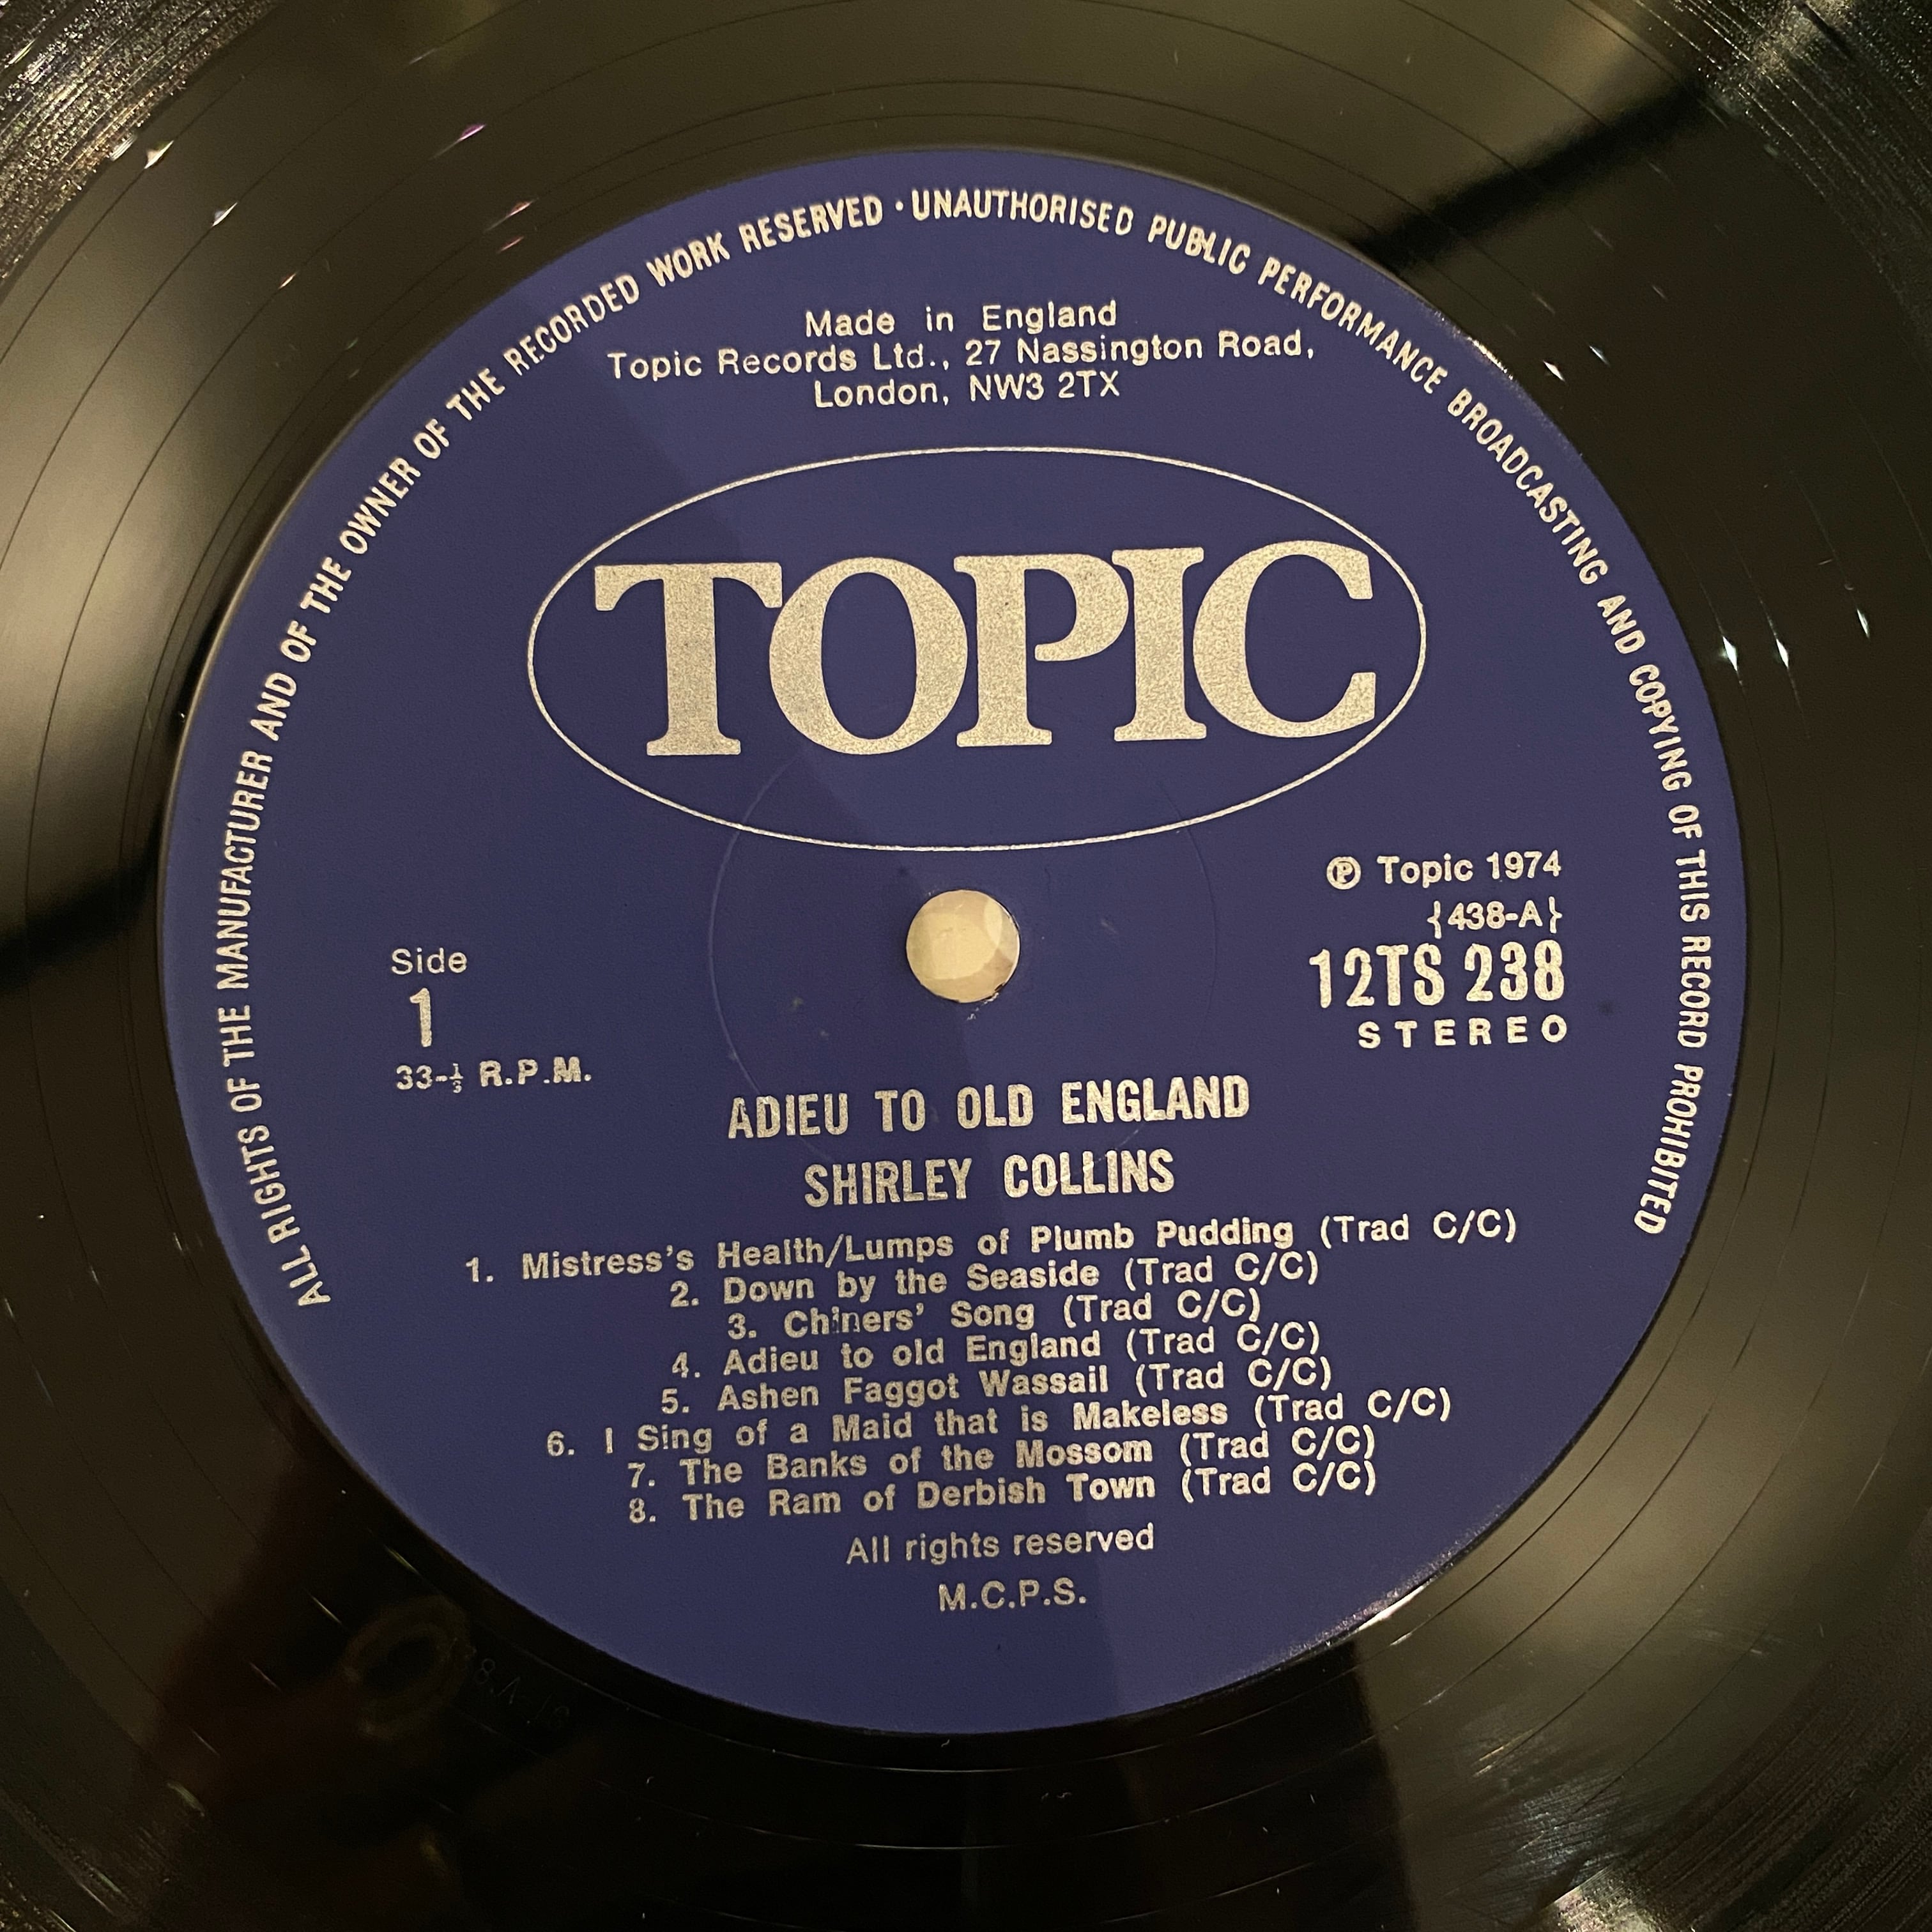 ALL RIGHTS OF THE MANUFACTURER AND OF THE OWNER OF THE RECORDED WORK RESERVED · UNAUTHORISED PUBLIC PERFORMANCE BROADCASTING AND COPYING OF THIS RECORD PROHIBITED
Made in England
Topic Records Ltd., 27 Nassington Road,
London, NW3 2TX
TOPIC
℗ Topic 1974
{438-A}
12TS 238
STEREO
Side
1
33-⅓ R.P.M.
ADIEU TO OLD ENGLAND
SHIRLEY COLLINS
1. Mistress's Health/Lumps of Plumb Pudding (Trad C/C)
2. Down by the Seaside (Trad C/C)
3. Chiners' Song (Trad C/C)
4. Adieu to old England (Trad C/C)
5. Ashen Faggot Wassail (Trad C/C)
6. I Sing of a Maid that is Makeless (Trad C/C)
7. The Banks of the Mossom (Trad C/C)
8. The Ram of Derbish Town (Trad C/C)
All rights reserved
M.C.P.S.